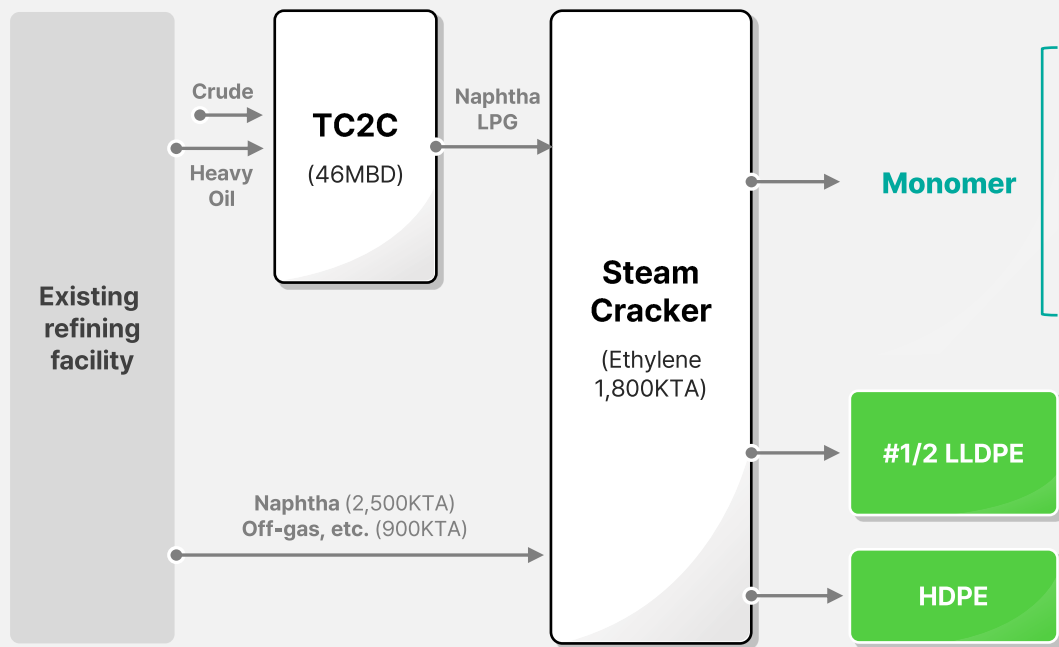 Existing
refining
facility
Crude
Heavy
Oil
TC2C
(46MBD)
Naphtha
LPG
Naphtha (2,500KTA)
Off-gas, etc. (900KTA)
Steam
Cracker
(Ethylene
1,800KTA)
Monomer
#1/2 LLDPE
HDPE